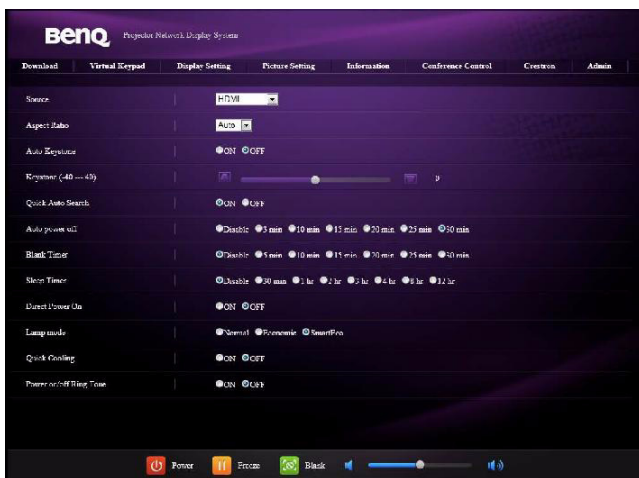 BenQ Projector Network Display System
Download Virtual Keypad Display Setting Picture Setting Information Conference Control Crestron Admin
Source HDMI
Aspect Ratio Auto
Auto Keystone ON OFF
Keystone (-40 --- 40) 0
Quick Auto Search ON OFF
Auto power off Disable 5 min 10 min 15 min 20 min 25 min 30 min
Blank Timer Disable 5 min 10 min 15 min 20 min 25 min 30 min
Sleep Timer Disable 30 min 1 hr 2 hr 3 hr 4 hr 8 hr 12 hr
Direct Power On ON OFF
Lamp mode Normal Economic SmartEco
Quick Cooling ON OFF
Power on/off Ring Tone ON OFF
Power Freeze Blank